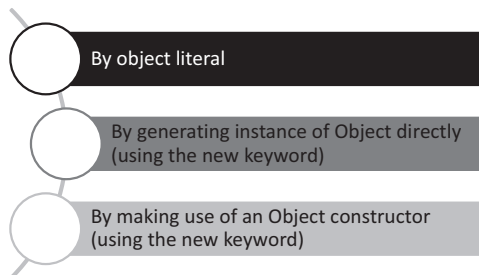 By object literal
By generating instance of Object directly
(using the new keyword)
By making use of an Object constructor
(using the new keyword)